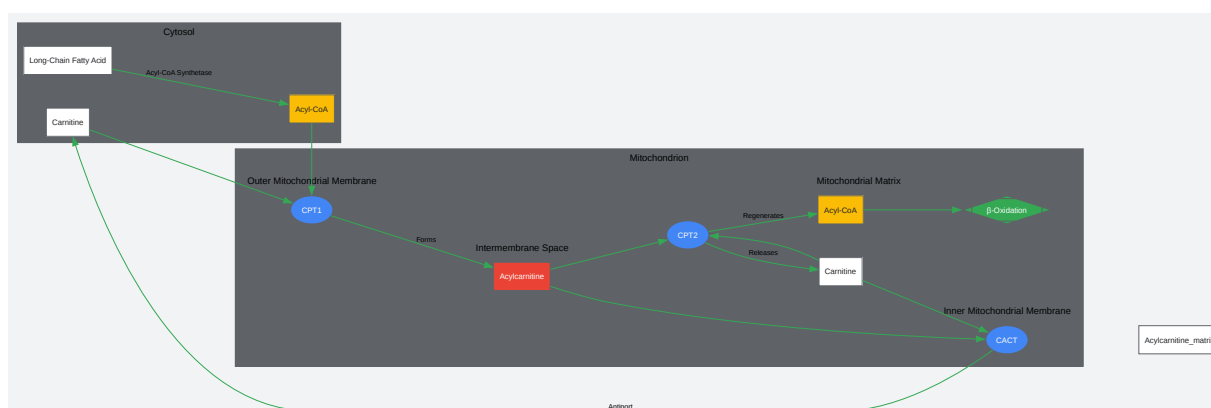 Cytosol
Long-Chain Fatty Acid
Acyl-CoA Synthetase
Acyl-CoA
Carnitine
Mitochondrion
Outer Mitochondrial Membrane
CPT1
Forms
Intermembrane Space
Acylcarnitine
Mitochondrial Matrix
Regenerates
Acyl-CoA
β-Oxidation
CPT2
Releases
Carnitine
Inner Mitochondrial Membrane
CACT
Acylcarnitine_matri
Antiport